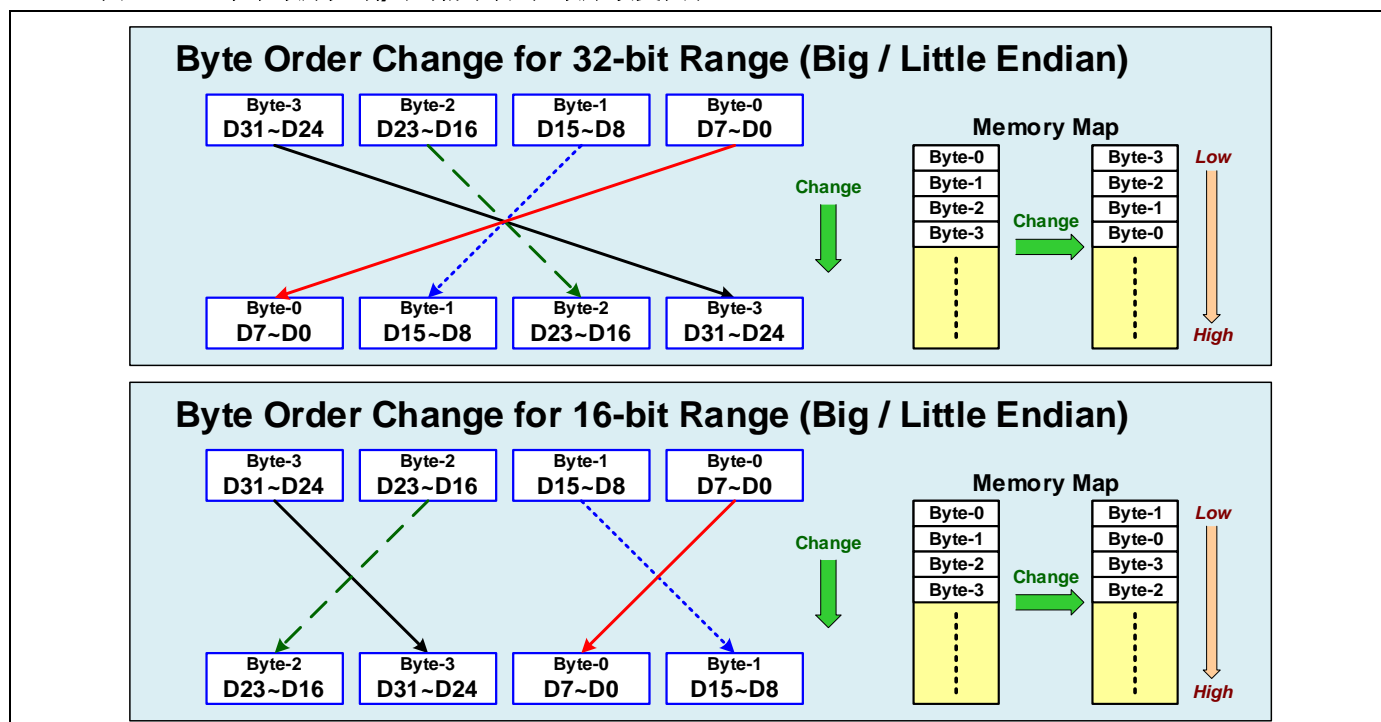 Byte Order Change for 32-bit Range (Big / Little Endian)
Byte-3 Byte-2 Byte-1 Byte-0
D31~D24 D23~D16 D15~D8 D7~D0
Memory Map
Byte-0 Byte-3 Low
Byte-1 Byte-2
Change
Byte-2 Byte-1
Change
Byte-3 Byte-0
Byte-0 Byte-1 Byte-2 Byte-3
D7~D0 D15~D8 D23~D16 D31~D24
High
Byte Order Change for 16-bit Range (Big / Little Endian)
Byte-3 Byte-2 Byte-1 Byte-0
D31~D24 D23~D16 D15~D8 D7~D0
Memory Map
Byte-0 Byte-1 Low
Byte-1 Byte-0
Change
Byte-2 Byte-3
Change
Byte-3 Byte-2
Byte-2 Byte-3 Byte-0 Byte-1
D23~D16 D31~D24 D7~D0 D15~D8
High